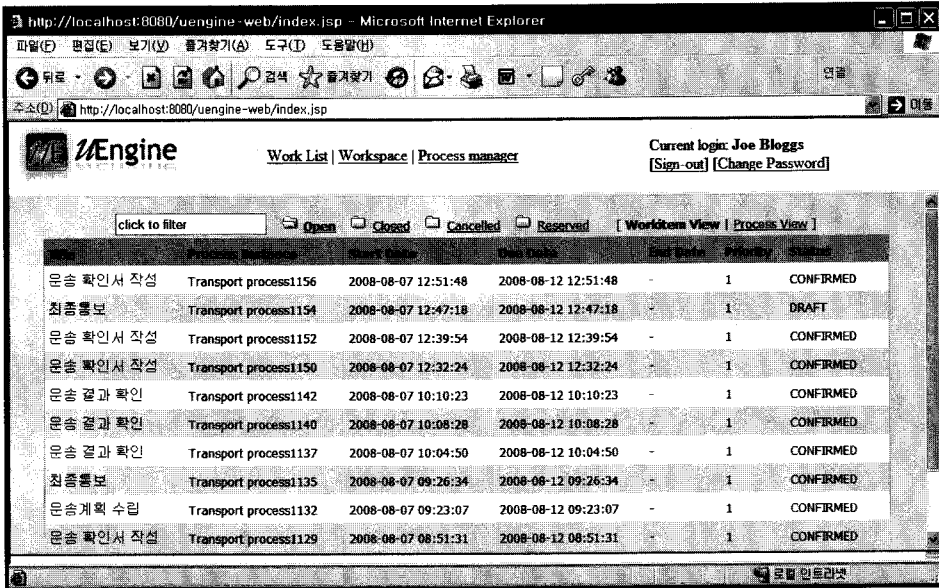 http://localhost:8080/uengine-web/index.jsp - Microsoft Internet Explorer
파일(F) 편집(E) 보기(V) 즐겨찾기(A) 도구(T) 도움말(H)
뒤로 검색 즐겨찾기 연결
주소(D) http://localhost:8080/uengine-web/index.jsp 이동
uEngine Work List | Workspace | Process manager
Current login: Joe Bloggs
[Sign-out] [Change Password]
click to filter Open Closed Cancelled Reserved [ Workitem View | Process View ]
Title Process Instance Start Date Due Date End Date Priority Status
운송 확인서 작성 Transport process1156 2008-08-07 12:51:48 2008-08-12 12:51:48 - 1 CONFIRMED
최종통보 Transport process1154 2008-08-07 12:47:18 2008-08-12 12:47:18 - 1 DRAFT
운송 확인서 작성 Transport process1152 2008-08-07 12:39:54 2008-08-12 12:39:54 - 1 CONFIRMED
운송 확인서 작성 Transport process1150 2008-08-07 12:32:24 2008-08-12 12:32:24 - 1 CONFIRMED
운송 결과 확인 Transport process1142 2008-08-07 10:10:23 2008-08-12 10:10:23 - 1 CONFIRMED
운송 결과 확인 Transport process1140 2008-08-07 10:08:28 2008-08-12 10:08:28 - 1 CONFIRMED
운송 결과 확인 Transport process1137 2008-08-07 10:04:50 2008-08-12 10:04:50 - 1 CONFIRMED
최종통보 Transport process1135 2008-08-07 09:26:34 2008-08-12 09:26:34 - 1 CONFIRMED
운송계획 수립 Transport process1132 2008-08-07 09:23:07 2008-08-12 09:23:07 - 1 CONFIRMED
운송 확인서 작성 Transport process1129 2008-08-07 08:51:31 2008-08-12 08:51:31 - 1 CONFIRMED
로컬 인트라넷